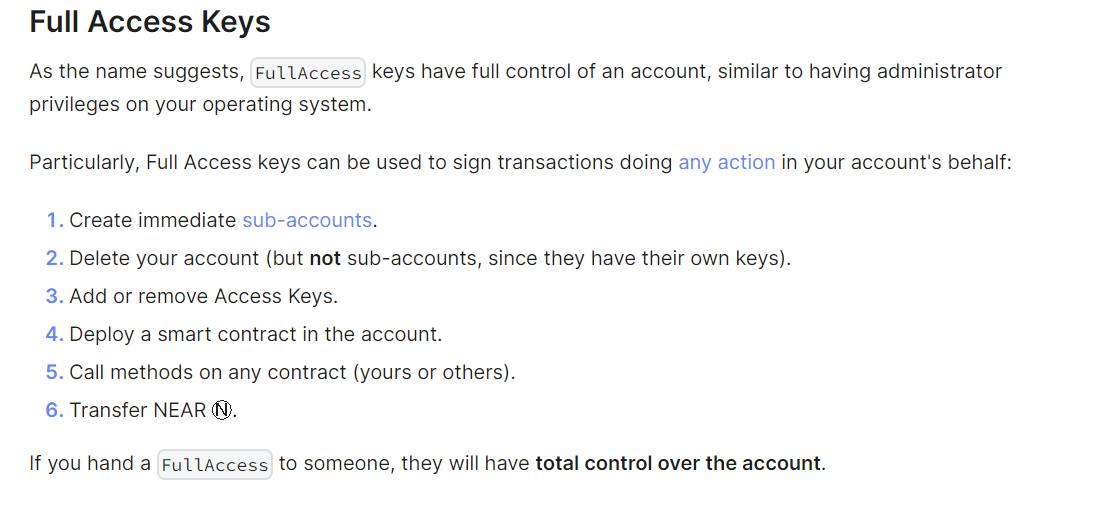 Full Access Keys
As the name suggests, FullAccess keys have full control of an account, similar to having administrator
privileges on your operating system.
Particularly, Full Access keys can be used to sign transactions doing any action in your account's behalf:
1. Create immediate sub-accounts.
2. Delete your account (but not sub-accounts, since they have their own keys).
3. Add or remove Access Keys.
4. Deploy a smart contract in the account.
5. Call methods on any contract (yours or others).
6. Transfer NEAR Ⓝ.
If you hand a FullAccess to someone, they will have total control over the account.